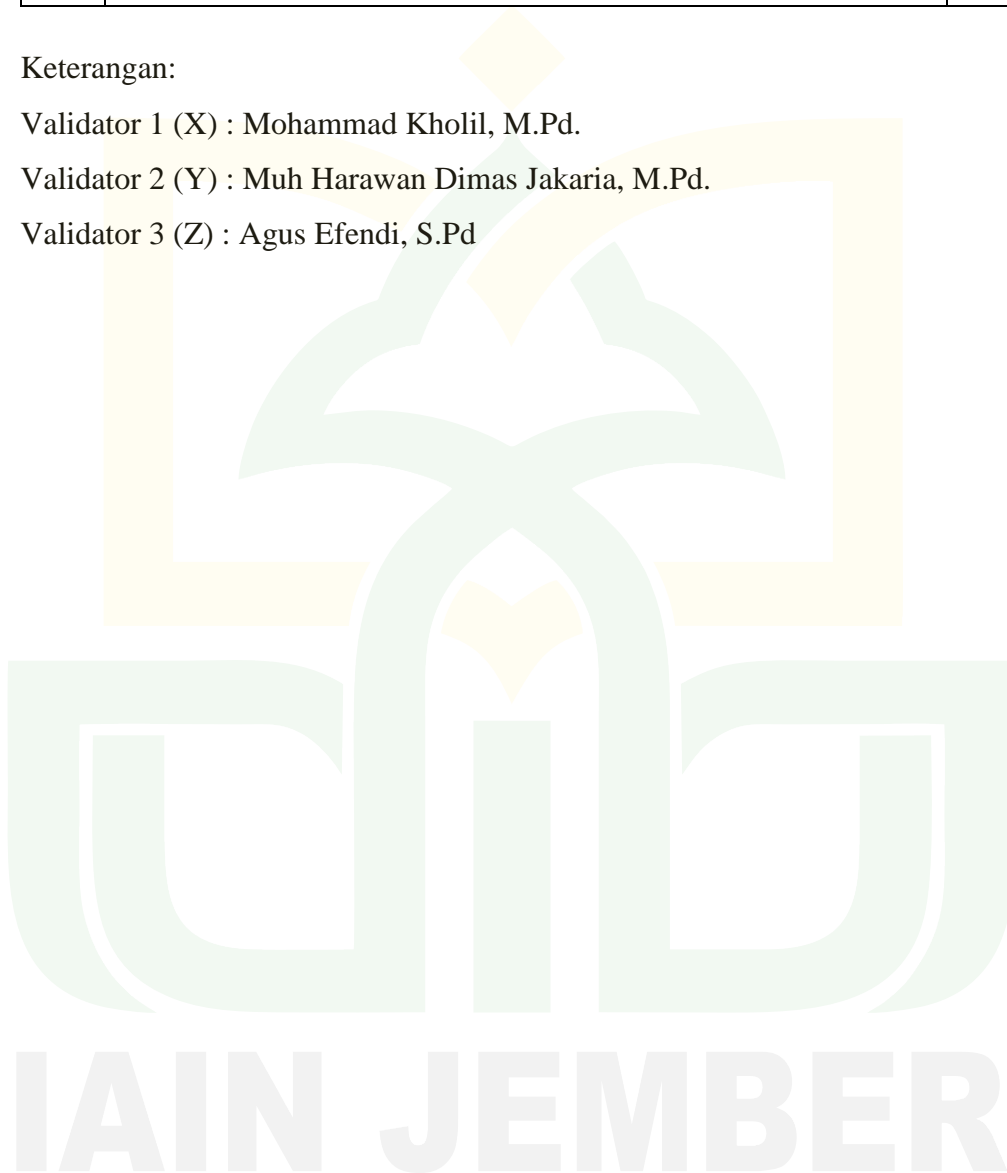 Keterangan:
Validator 1 (X) : Mohammad Kholil, M.Pd.
Validator 2 (Y) : Muh Harawan Dimas Jakaria, M.Pd.
Validator 3 (Z) : Agus Efendi, S.Pd
IAIN JEMBER